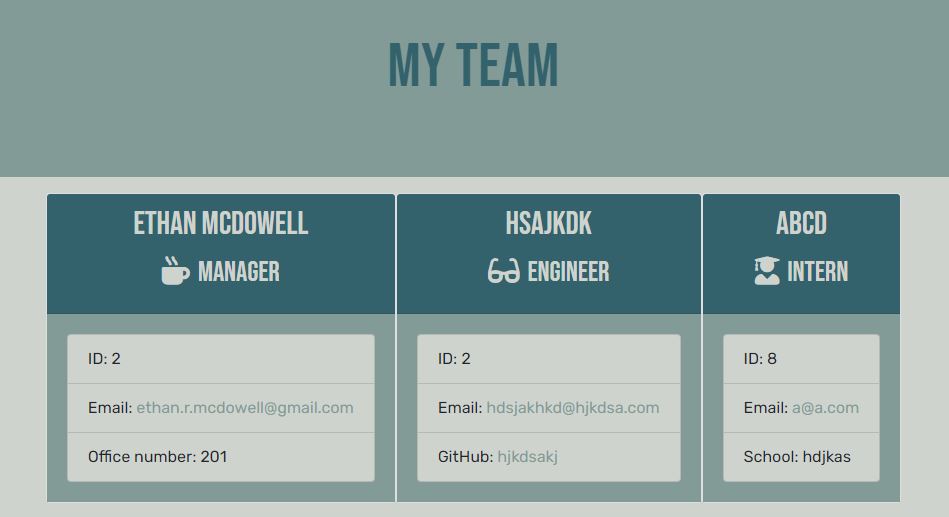 MY TEAM
ETHAN MCDOWELL
MANAGER
ID: 2
Email: ethan.r.mcdowell@gmail.com
Office number: 201
HSAJKDK
ENGINEER
ID: 2
Email: hdsjakhkd@hjkdsa.com
GitHub: hjkdsakj
ABCD
INTERN
ID: 8
Email: a@a.com
School: hdjkas